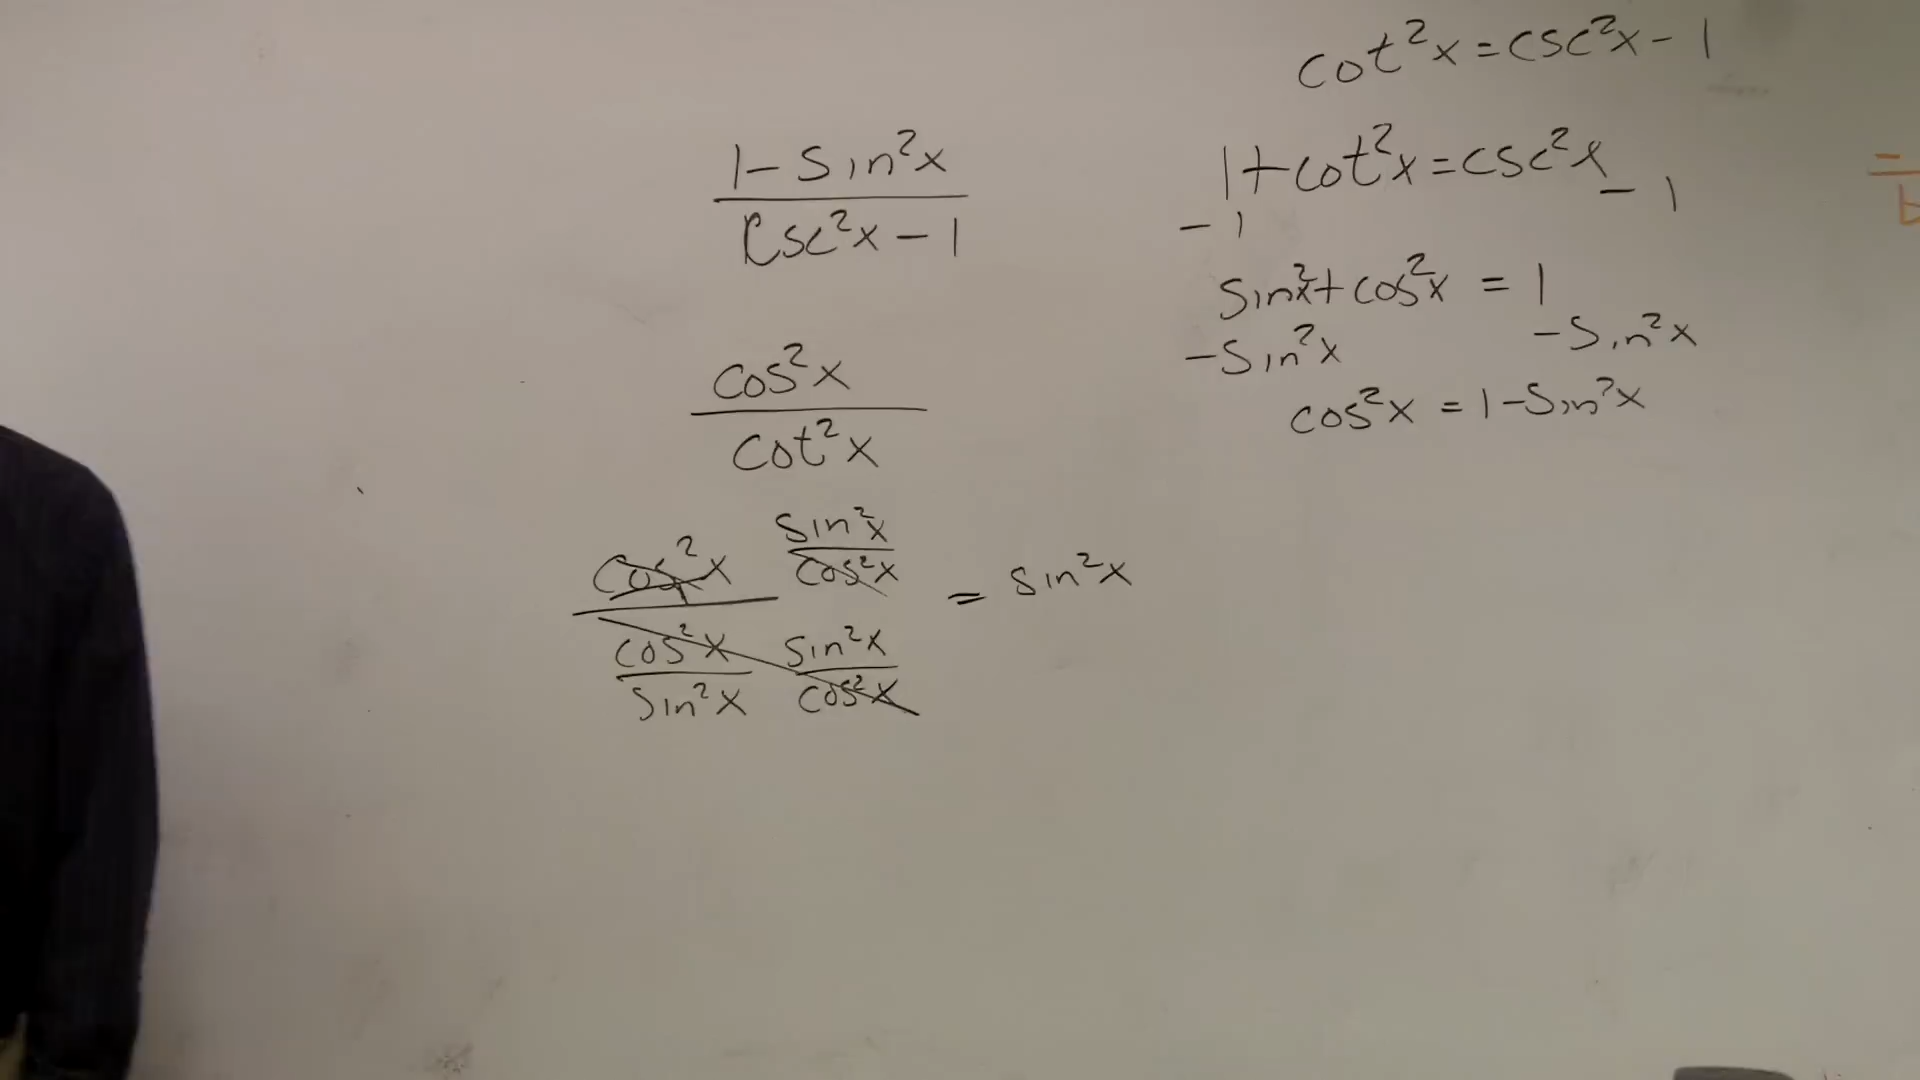 1 - sin²x
csc²x - 1
cos²x
cot²x
cos²x sin²x
cos²x
= sin²x
cos²x sin²x
sin²x cos²x
cot²x = csc²x - 1
1 + cot²x = csc²x - 1
- 1
sin²x + cos²x = 1
-sin²x -sin²x
cos²x = 1 - sin²x